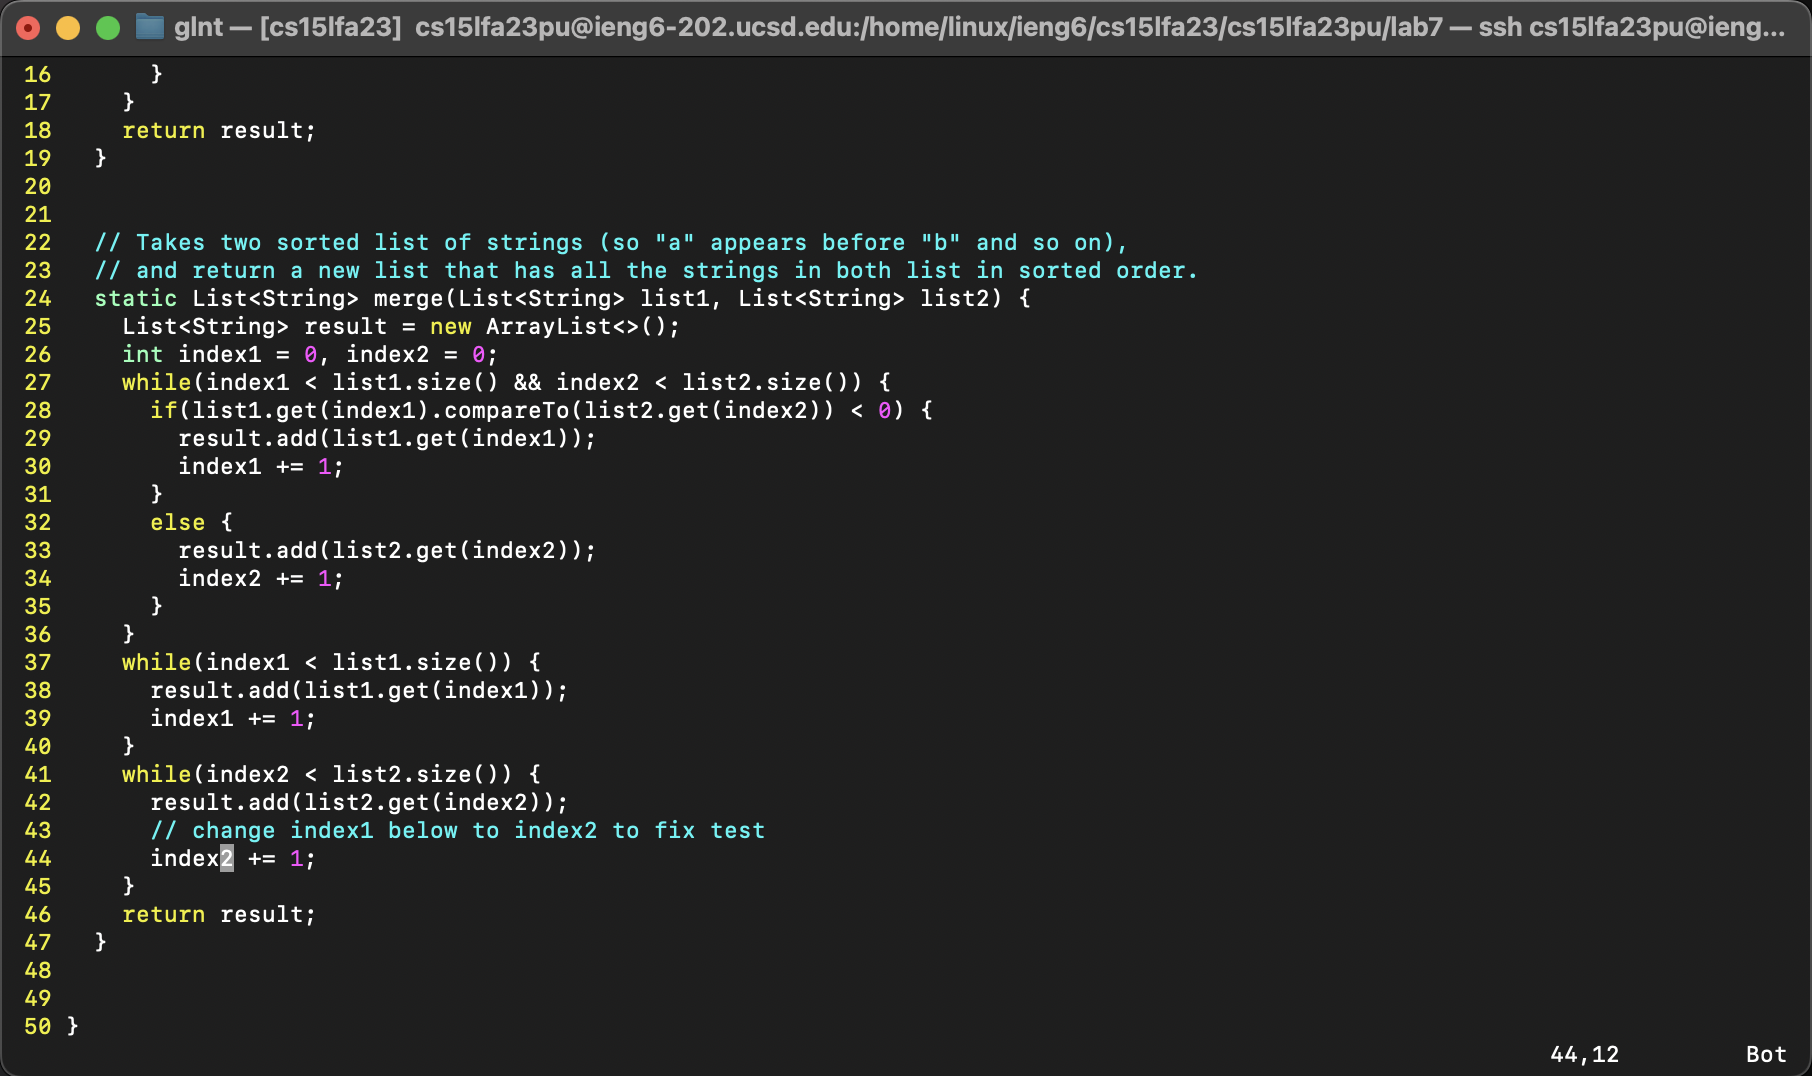 glnt — [cs15lfa23] cs15lfa23pu@ieng6-202.ucsd.edu:/home/linux/ieng6/cs15lfa23/cs15lfa23pu/lab7 — ssh cs15lfa23pu@ieng...
16       }
17     }
18     return result;
19   }
20
21
22   // Takes two sorted list of strings (so "a" appears before "b" and so on),
23   // and return a new list that has all the strings in both list in sorted order.
24   static List<String> merge(List<String> list1, List<String> list2) {
25     List<String> result = new ArrayList<>();
26     int index1 = 0, index2 = 0;
27     while(index1 < list1.size() && index2 < list2.size()) {
28       if(list1.get(index1).compareTo(list2.get(index2)) < 0) {
29         result.add(list1.get(index1));
30         index1 += 1;
31       }
32       else {
33         result.add(list2.get(index2));
34         index2 += 1;
35       }
36     }
37     while(index1 < list1.size()) {
38       result.add(list1.get(index1));
39       index1 += 1;
40     }
41     while(index2 < list2.size()) {
42       result.add(list2.get(index2));
43       // change index1 below to index2 to fix test
44       index2 += 1;
45     }
46     return result;
47   }
48
49
50 }
44,12 Bot